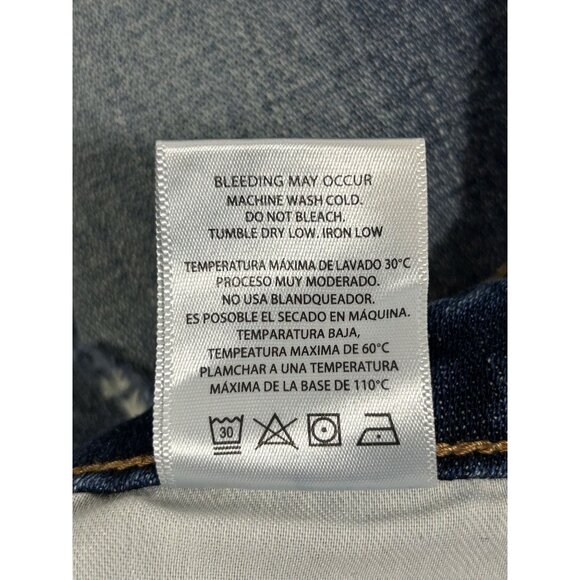 BLEEDING MAY OCCUR
MACHINE WASH COLD.
DO NOT BLEACH.
TUMBLE DRY LOW. IRON LOW
TEMPERATURA MÁXIMA DE LAVADO 30°C
PROCESO MUY MODERADO.
NO USA BLANDQUEADOR.
ES POSOBLE EL SECADO EN MÁQUINA.
TEMPARATURA BAJA,
TEMPEATURA MAXIMA DE 60°C
PLAMCHAR A UNA TEMPERATURA
MÁXIMA DE LA BASE DE 110°C
30